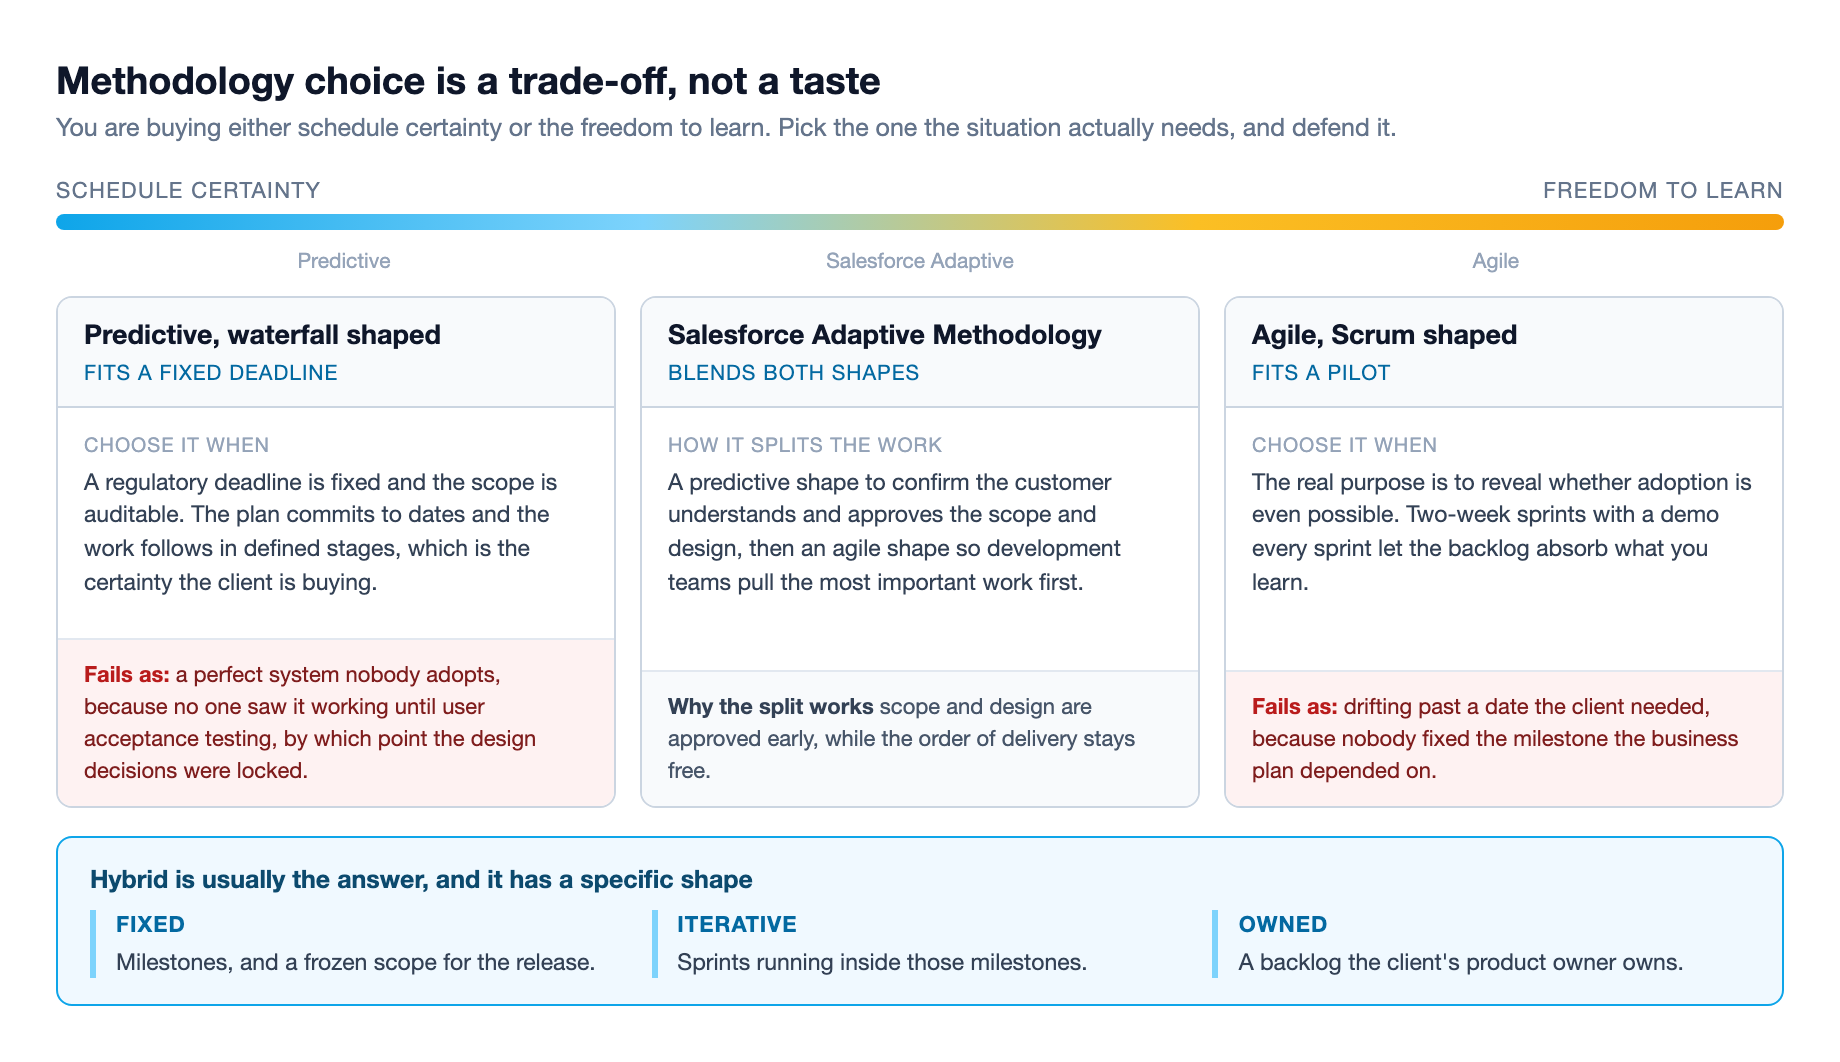 Methodology choice is a trade-off, not a taste
You are buying either schedule certainty or the freedom to learn. Pick the one the situation actually needs, and defend it.
SCHEDULE CERTAINTY
FREEDOM TO LEARN
Predictive
Salesforce Adaptive
Agile
Predictive, waterfall shaped
FITS A FIXED DEADLINE
CHOOSE IT WHEN
A regulatory deadline is fixed and the scope is
auditable. The plan commits to dates and the
work follows in defined stages, which is the
certainty the client is buying.
Fails as: a perfect system nobody adopts,
because no one saw it working until user
acceptance testing, by which point the design
decisions were locked.
Salesforce Adaptive Methodology
BLENDS BOTH SHAPES
HOW IT SPLITS THE WORK
A predictive shape to confirm the customer
understands and approves the scope and
design, then an agile shape so development
teams pull the most important work first.
Why the split works scope and design are
approved early, while the order of delivery stays
free.
Agile, Scrum shaped
FITS A PILOT
CHOOSE IT WHEN
The real purpose is to reveal whether adoption is
even possible. Two-week sprints with a demo
every sprint let the backlog absorb what you
learn.
Fails as: drifting past a date the client needed,
because nobody fixed the milestone the business
plan depended on.
Hybrid is usually the answer, and it has a specific shape
FIXED
Milestones, and a frozen scope for the release.
ITERATIVE
Sprints running inside those milestones.
OWNED
A backlog the client's product owner owns.